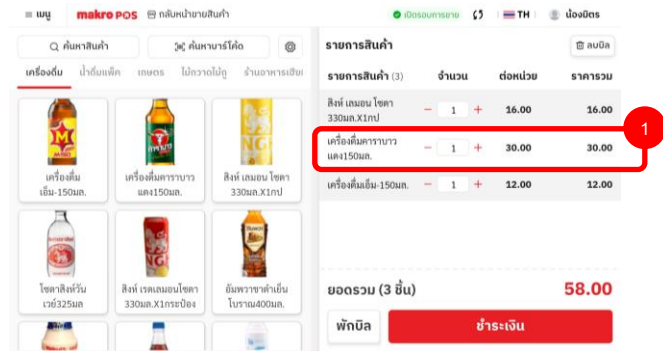 ≡ เมนู makro POS กลับหน้าขายสินค้า เปิดรอบการขาย TH น้องมิตร
ค้นหาสินค้า ค้นหาบาร์โค้ด
เครื่องดื่ม น้ำดื่มแพ็ค เกษตร ไม้กวาดไม้ถู ร้านอาหารเฮีย
เครื่องดื่ม
เอ็ม-150มล.
เครื่องดื่มคาราบาว
แดง150มล.
สิงห์ เลมอน โซดา
330มล.X1กป
โซดาสิงห์วัน
เวย์325มล
สิงห์ เรดเลมอนโซดา
330มล.X1กระป๋อง
อัมพวาชาดำเย็น
โบราณ400มล.
รายการสินค้า ลบบิล
รายการสินค้า (3) จำนวน ต่อหน่วย ราคารวม
สิงห์ เลมอน โซดา
330มล.X1กป − 1 + 16.00 16.00
1
เครื่องดื่มคาราบาว
แดง150มล. − 1 + 30.00 30.00
เครื่องดื่มเอ็ม-150มล. − 1 + 12.00 12.00
ยอดรวม (3 ชิ้น) 58.00
พักบิล ชำระเงิน